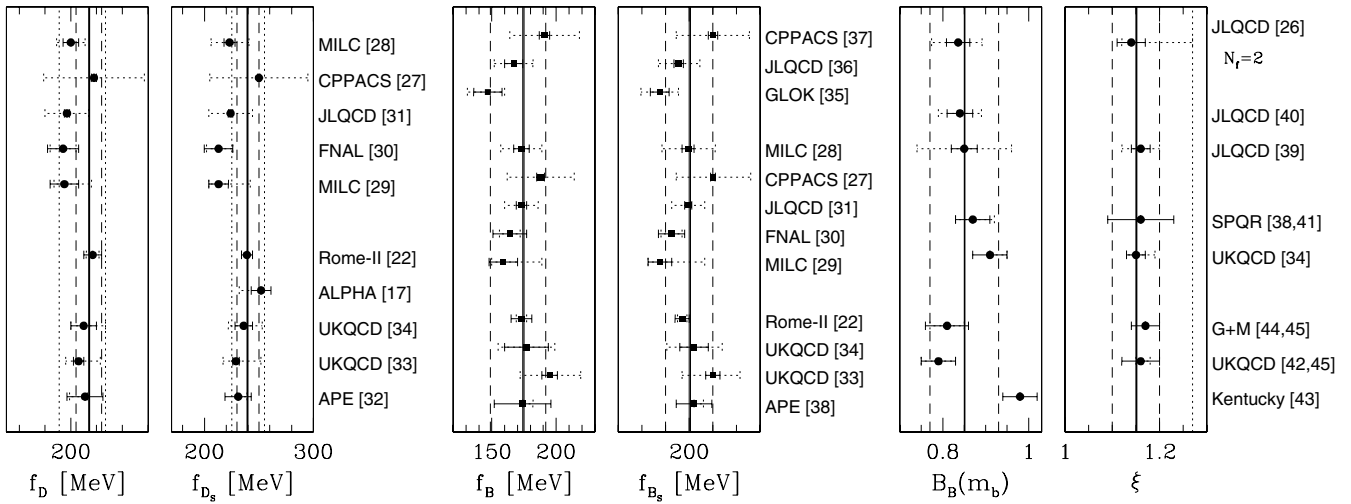 MILC [28]
CPPACS [27]
JLQCD [31]
FNAL [30]
MILC [29]
Rome-II [22]
ALPHA [17]
UKQCD [34]
UKQCD [33]
APE [32]
200
200 300
f_D [MeV]
f_{D_s} [MeV]
CPPACS [37]
JLQCD [36]
GLOK [35]
MILC [28]
CPPACS [27]
JLQCD [31]
FNAL [30]
MILC [29]
Rome-II [22]
UKQCD [34]
UKQCD [33]
APE [38]
150 200
200
f_B [MeV]
f_{B_s} [MeV]
JLQCD [26]
N_f=2
JLQCD [40]
JLQCD [39]
SPQR [38,41]
UKQCD [34]
G+M [44,45]
UKQCD [42,45]
Kentucky [43]
0.8 1
1 1.2
B_B(m_b)
ξ